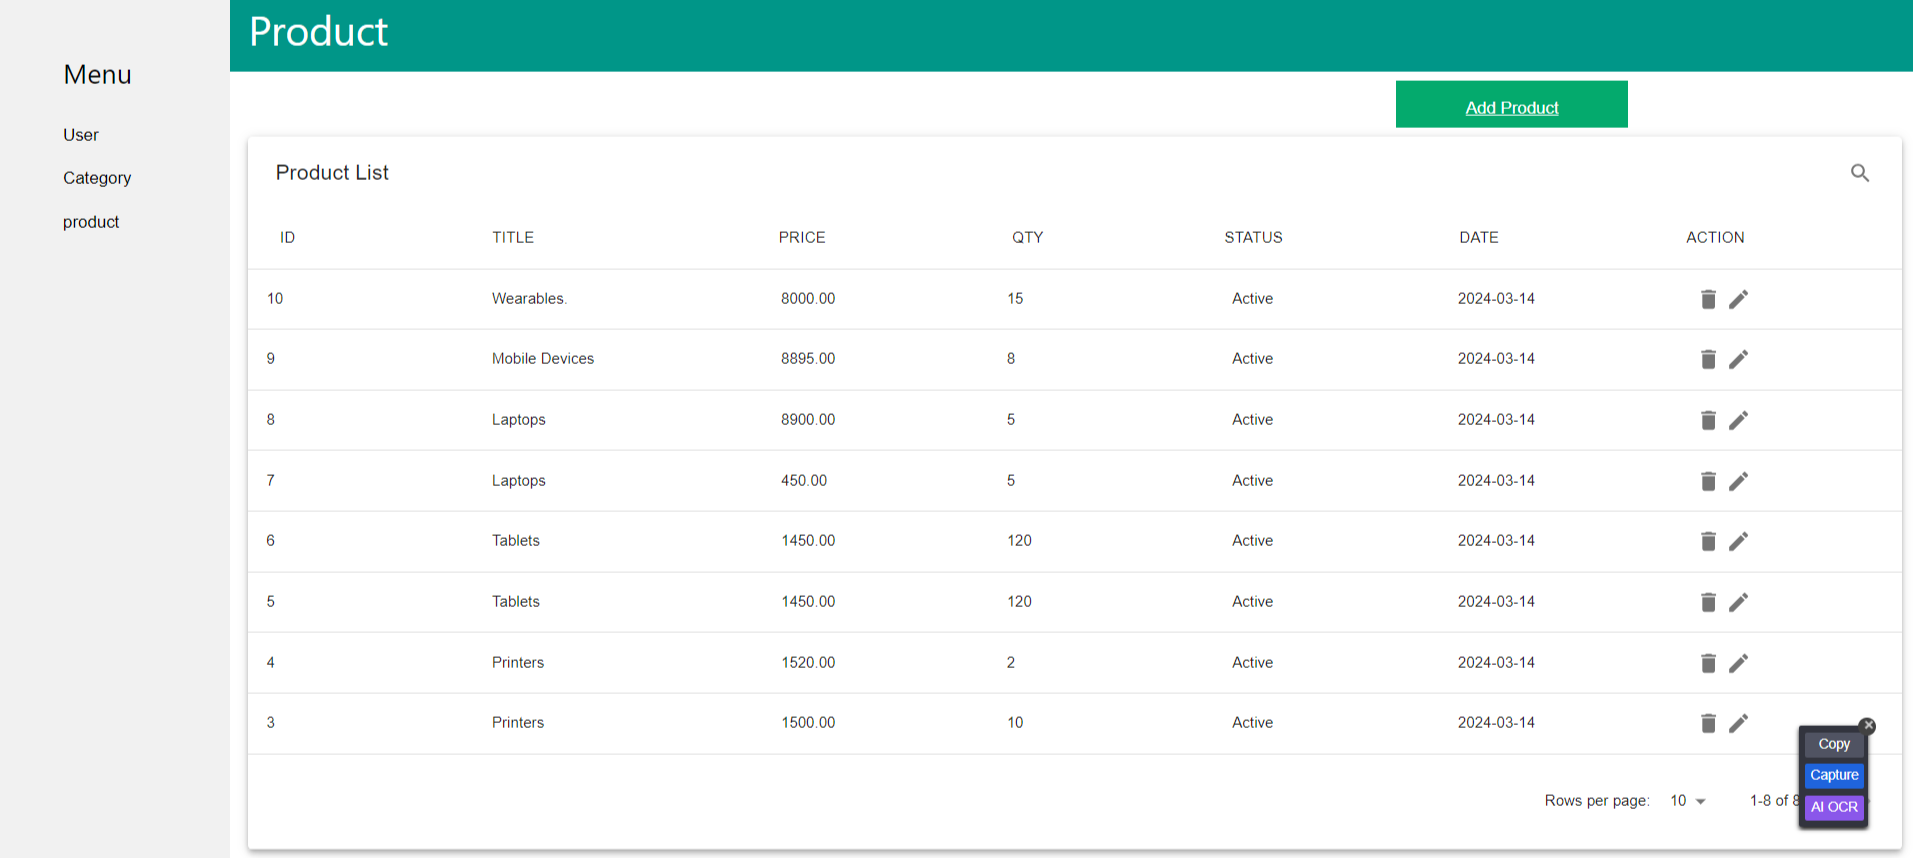 Product
Menu
User
Category
product
Add Product
Product List
ID TITLE PRICE QTY STATUS DATE ACTION
10 Wearables. 8000.00 15 Active 2024-03-14
9 Mobile Devices 8895.00 8 Active 2024-03-14
8 Laptops 8900.00 5 Active 2024-03-14
7 Laptops 450.00 5 Active 2024-03-14
6 Tablets 1450.00 120 Active 2024-03-14
5 Tablets 1450.00 120 Active 2024-03-14
4 Printers 1520.00 2 Active 2024-03-14
3 Printers 1500.00 10 Active 2024-03-14
Copy
Capture
AI OCR
Rows per page: 10 1-8 of 8